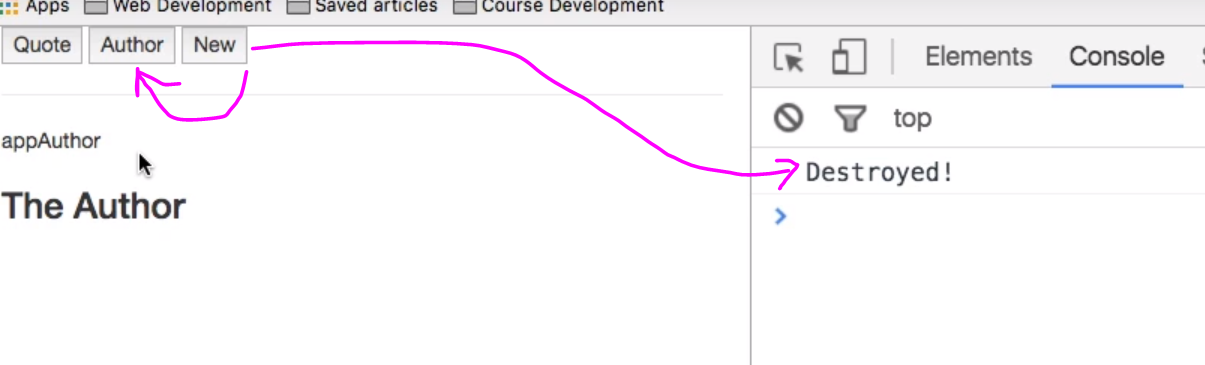 Apps Web Development Saved articles Course Development
Quote Author New
Elements Console
top
appAuthor
Destroyed!
The Author